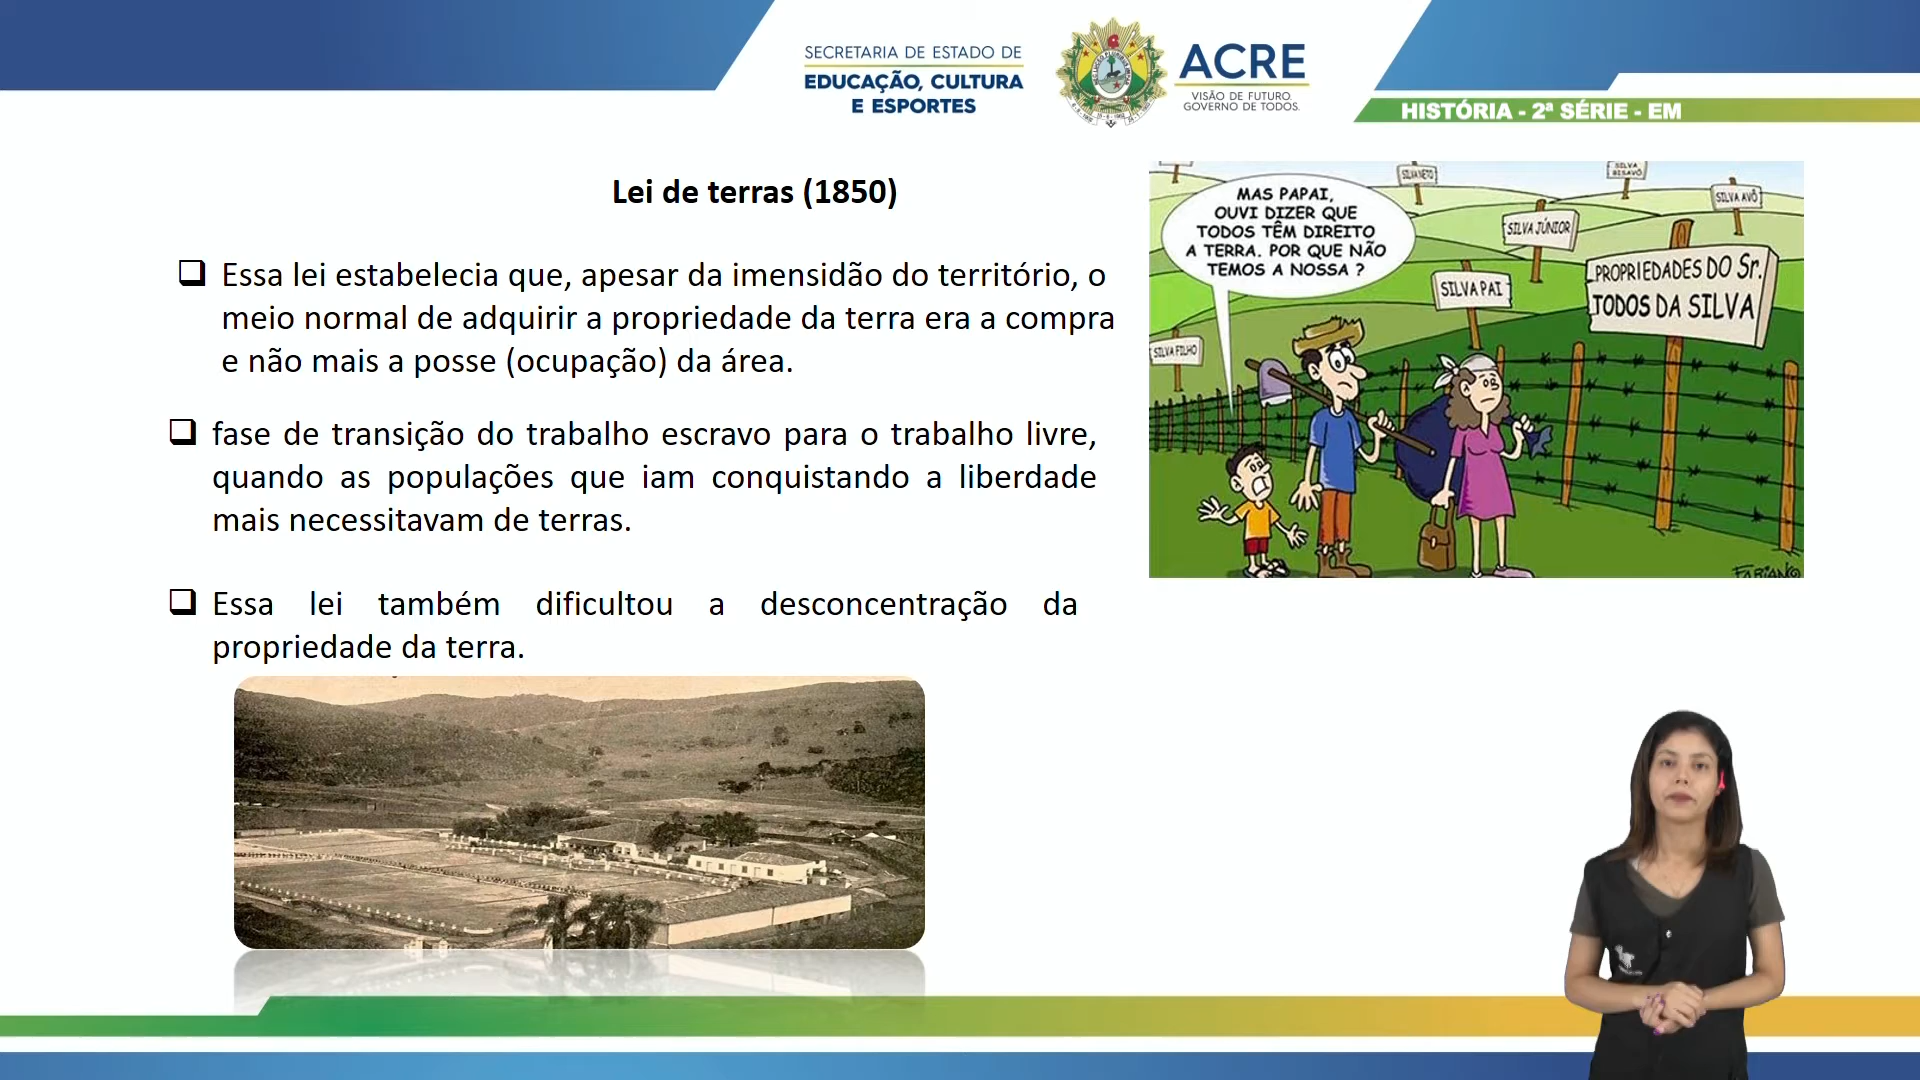 SECRETARIA DE ESTADO DE
EDUCAÇÃO, CULTURA
E ESPORTES
ACRE
VISÃO DE FUTURO.
GOVERNO DE TODOS.
HISTÓRIA - 2ª SÉRIE - EM
Lei de terras (1850)
Essa lei estabelecia que, apesar da imensidão do território, o
meio normal de adquirir a propriedade da terra era a compra
e não mais a posse (ocupação) da área.
fase de transição do trabalho escravo para o trabalho livre,
quando as populações que iam conquistando a liberdade
mais necessitavam de terras.
Essa lei também dificultou a desconcentração da
propriedade da terra.
MAS PAPAI,
OUVI DIZER QUE
TODOS TÊM DIREITO
A TERRA. POR QUE NÃO
TEMOS A NOSSA ?
SILVA NETO
SILVA
BISAVÔ
SILVA AVÔ
SILVA JÚNIOR
SILVA PAI
PROPRIEDADES DO Sr.
TODOS DA SILVA
SILVA FILHO
FABIANO